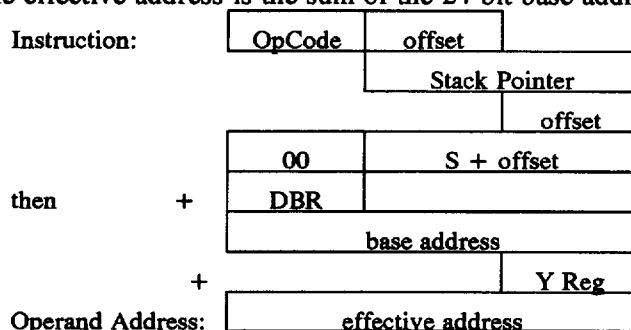 effective address is the sum of the 24 bit base addr
Instruction: OpCode offset
Stack Pointer
offset
00 S + offset
then + DBR
base address
+ Y Reg
Operand Address: effective address